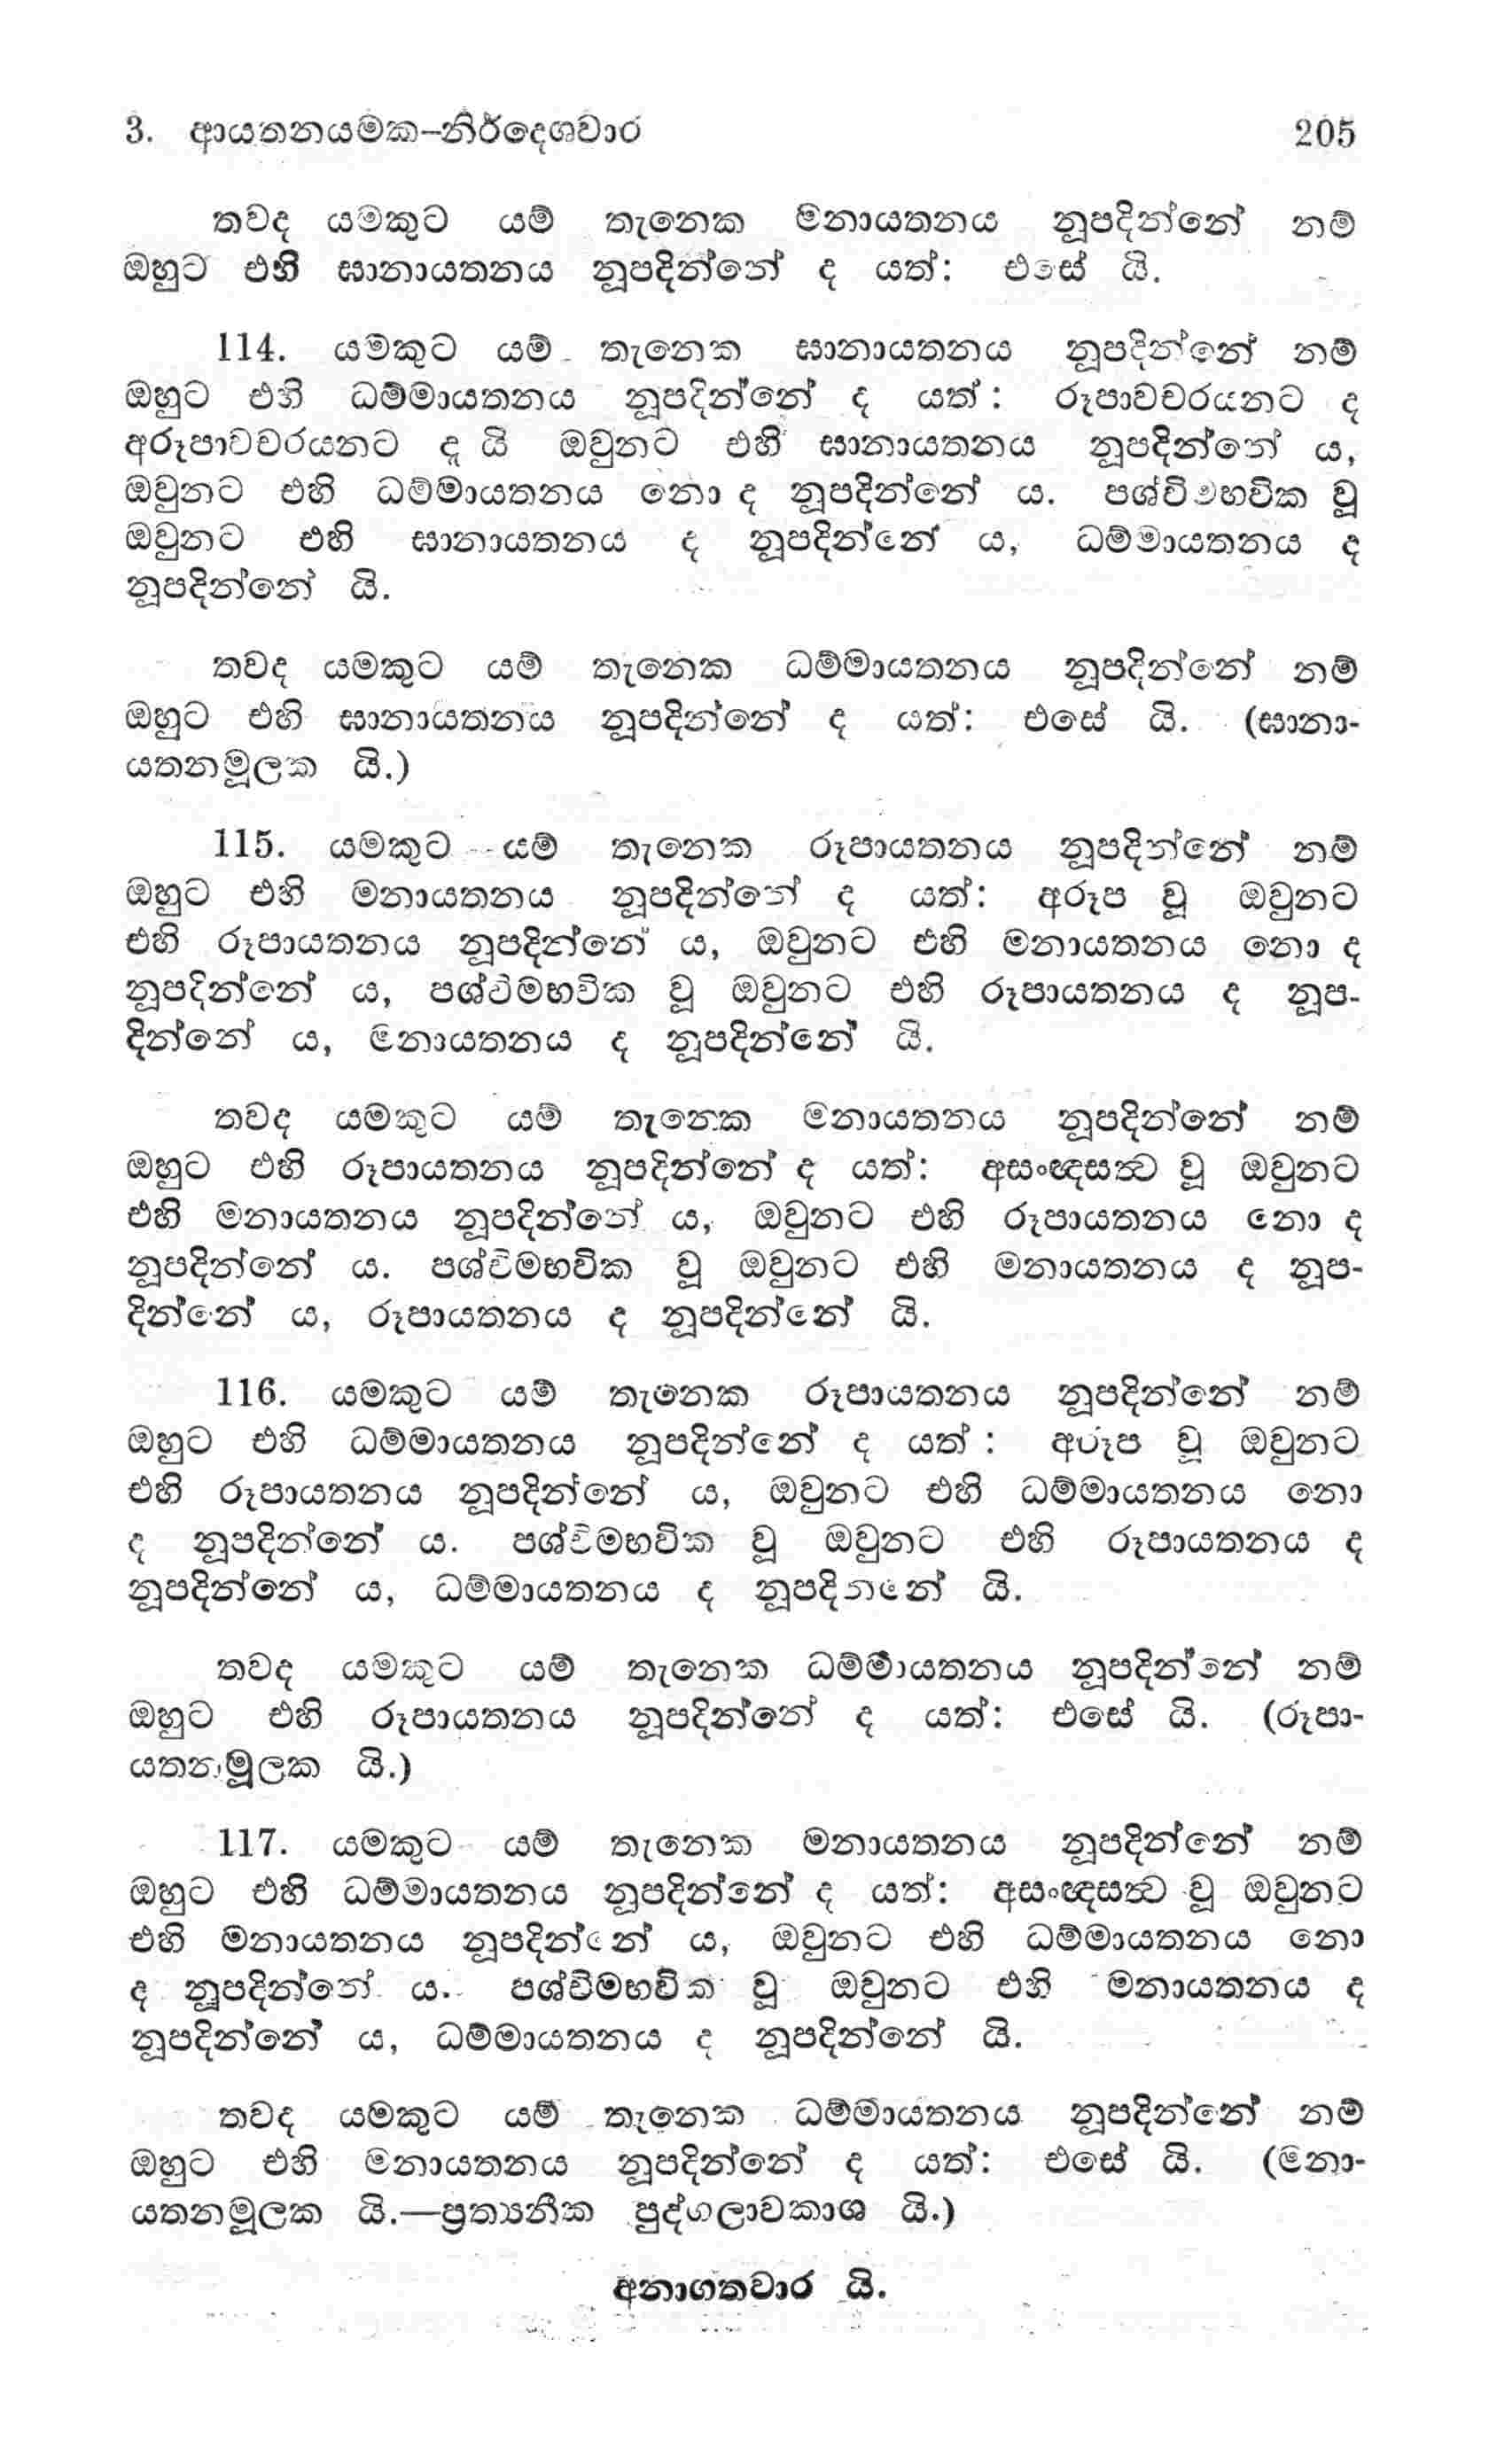 3. ආයතනයමක-නිර්දෙශවාර 205
තවද යමකුට යම් තැනෙක මනායතනය නූපදින්නේ නම්
ඔහුට එහි ඝානායතනය නූපදින්නේ ද යත්: එසේ යි.
114. යමකුට යම් තැනෙක ඝානායතනය නූපදින්නේ නම්
ඔහුට එහි ධම්මායතනය නූපදින්නේ ද යත්: රූපාවචරයනට ද
අරූපාවචරයනට දු යි ඔවුනට එහි ඝානායතනය නූපදින්නේ ය,
ඔවුනට එහි ධම්මායතනය නො ද නූපදින්නේ ය. පශ්චිමභවික වූ
ඔවුනට එහි ඝානායතනය ද නූපදින්නේ ය, ධම්මායතනය ද
නූපදින්නේ යි.
තවද යමකුට යම් තැනෙක ධම්මායතනය නූපදින්නේ නම්
ඔහුට එහි ඝානායතනය නූපදින්නේ ද යත්: එසේ යි. (ඝානා-
යතනමූලක යි.)
115. යමකුට යම් තැනෙක රූපායතනය නූපදින්නේ නම්
ඔහුට එහි මනායතනය නූපදින්නේ ද යත්: අරූප වූ ඔවුනට
එහි රූපායතනය නූපදින්නේ ය, ඔවුනට එහි මනායතනය නො ද
නූපදින්නේ ය, පශ්චිමභවික වූ ඔවුනට එහි රූපායතනය ද නූප-
දින්නේ ය, මනායතනය ද නූපදින්නේ යි.
තවද යමකුට යම් තැනෙක මනායතනය නූපදින්නේ නම්
ඔහුට එහි රූපායතනය නූපදින්නේ ද යත්: අසංඥසත්‍ව වූ ඔවුනට
එහි මනායතනය නූපදින්නේ ය, ඔවුනට එහි රූපායතනය නො ද
නූපදින්නේ ය. පශ්චිමභවික වූ ඔවුනට එහි මනායතනය ද නූප-
දින්නේ ය, රූපායතනය ද නූපදින්නේ යි.
116. යමකුට යම් තැනෙක රූපායතනය නූපදින්නේ නම්
ඔහුට එහි ධම්මායතනය නූපදින්නේ ද යත් : අරූප වූ ඔවුනට
එහි රූපායතනය නූපදින්නේ ය, ඔවුනට එහි ධම්මායතනය නො
ද නූපදින්නේ ය. පශ්චිමභවික වූ ඔවුනට එහි රූපායතනය ද
නූපදින්නේ ය, ධම්මායතනය ද නූපදින්නේ යි.
තවද යමකුට යම් තැනෙක ධම්මායතනය නූපදින්නේ නම්
ඔහුට එහි රූපායතනය නූපදින්නේ ද යත්: එසේ යි. (රූපා-
යතනමූලක යි.)
117. යමකුට යම් තැනෙක මනායතනය නූපදින්නේ නම්
ඔහුට එහි ධම්මායතනය නූපදින්නේ ද යත්: අසංඥසත්‍ව වූ ඔවුනට
එහි මනායතනය නූපදින්නේ ය, ඔවුනට එහි ධම්මායතනය නො
ද නූපදින්නේ ය. පශ්චිමභවික වූ ඔවුනට එහි මනායතනය ද
නූපදින්නේ ය, ධම්මායතනය ද නූපදින්නේ යි.
තවද යමකුට යම් තැනෙක ධම්මායතනය නූපදින්නේ නම්
ඔහුට එහි මනායතනය නූපදින්නේ ද යත්: එසේ යි. (මනා-
යතනමූලක යි.—ප්‍රත්‍යනීක පුද්ගලාවකාශ යි.)
අනාගතවාර යි.